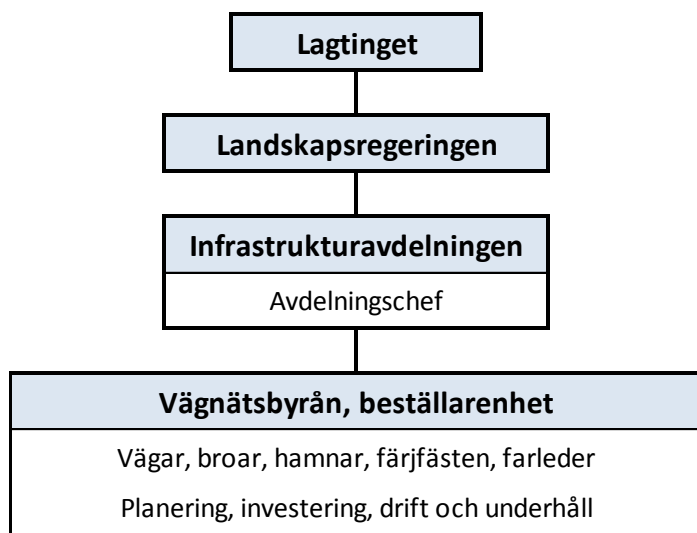 Lagtinget
Landskapsregeringen
Infrastrukturavdelningen
Avdelningschef
Vägnätsbyrån, beställarenhet
Vägar, broar, hamnar, färjfästen, farleder
Planering, investering, drift och underhåll